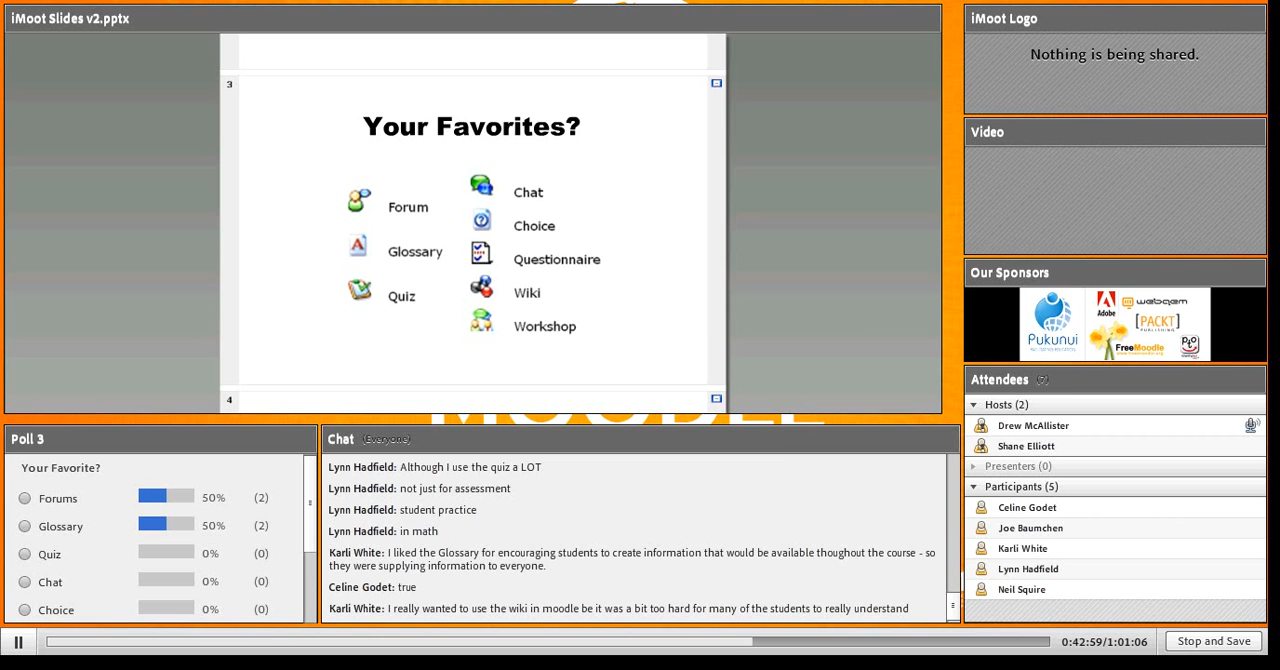 iMoot Slides v2.pptx
3
Your Favorites?
Forum
Glossary
Quiz
Chat
Choice
Questionnaire
Wiki
Workshop
4
MOODLE
iMoot Logo
Nothing is being shared.
Video
Our Sponsors
Pukunui
Adobe
webqem
[PACKT]
PUBLISHING
FreeMoodle
Attendees (7)
Hosts (2)
Drew McAllister
Shane Elliott
Presenters (0)
Participants (5)
Celine Godet
Joe Baumchen
Karli White
Lynn Hadfield
Neil Squire
Poll 3
Your Favorite?
Forums 50% (2)
Glossary 50% (2)
Quiz 0% (0)
Chat 0% (0)
Choice 0% (0)
Chat (Everyone)
Lynn Hadfield: Although I use the quiz a LOT
Lynn Hadfield: not just for assessment
Lynn Hadfield: student practice
Lynn Hadfield: in math
Karli White: I liked the Glossary for encouraging students to create information that would be available thoughout the course - so
they were supplying information to everyone.
Celine Godet: true
Karli White: I really wanted to use the wiki in moodle be it was a bit too hard for many of the students to really understand
0:42:59/1:01:06
Stop and Save